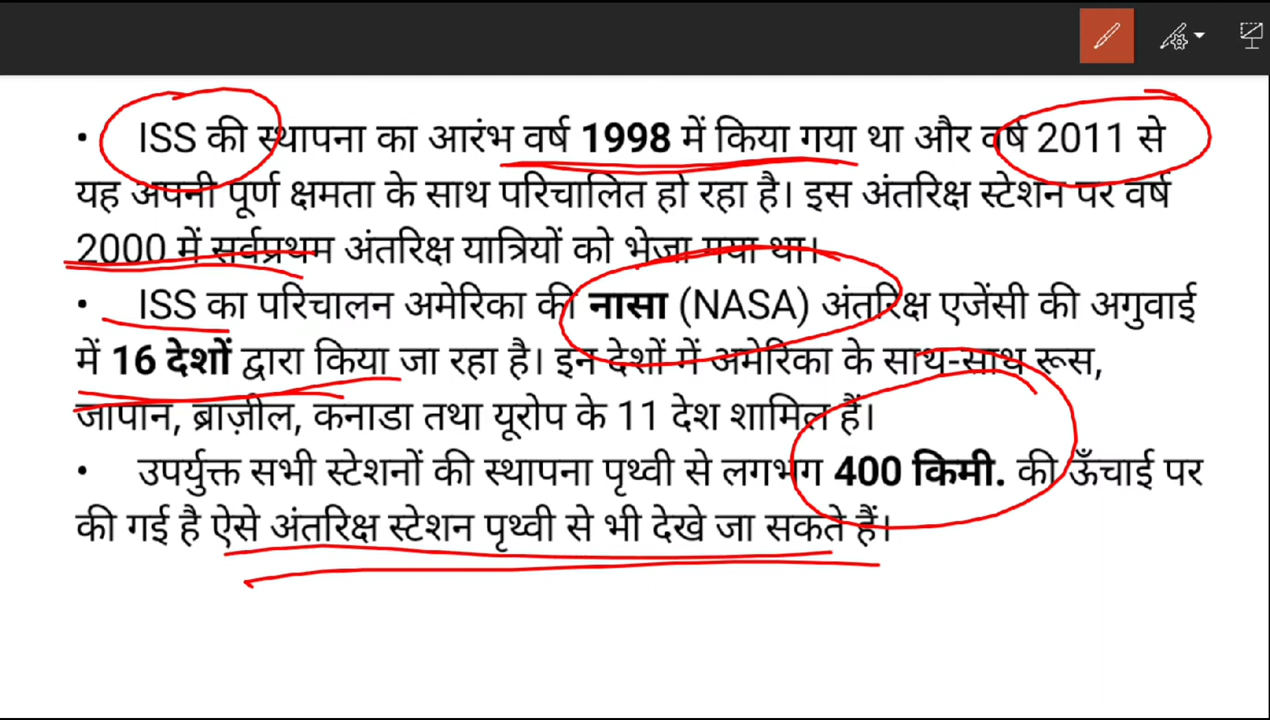 • ISS की स्थापना का आरंभ वर्ष 1998 में किया गया था और वर्ष 2011 से
यह अपनी पूर्ण क्षमता के साथ परिचालित हो रहा है। इस अंतरिक्ष स्टेशन पर वर्ष
2000 में सर्वप्रथम अंतरिक्ष यात्रियों को भेजा गया था।
• ISS का परिचालन अमेरिका की नासा (NASA) अंतरिक्ष एजेंसी की अगुवाई
में 16 देशों द्वारा किया जा रहा है। इन देशों में अमेरिका के साथ-साथ रूस,
जापान, ब्राज़ील, कनाडा तथा यूरोप के 11 देश शामिल हैं।
• उपर्युक्त सभी स्टेशनों की स्थापना पृथ्वी से लगभग 400 किमी. की ऊँचाई पर
की गई है ऐसे अंतरिक्ष स्टेशन पृथ्वी से भी देखे जा सकते हैं।